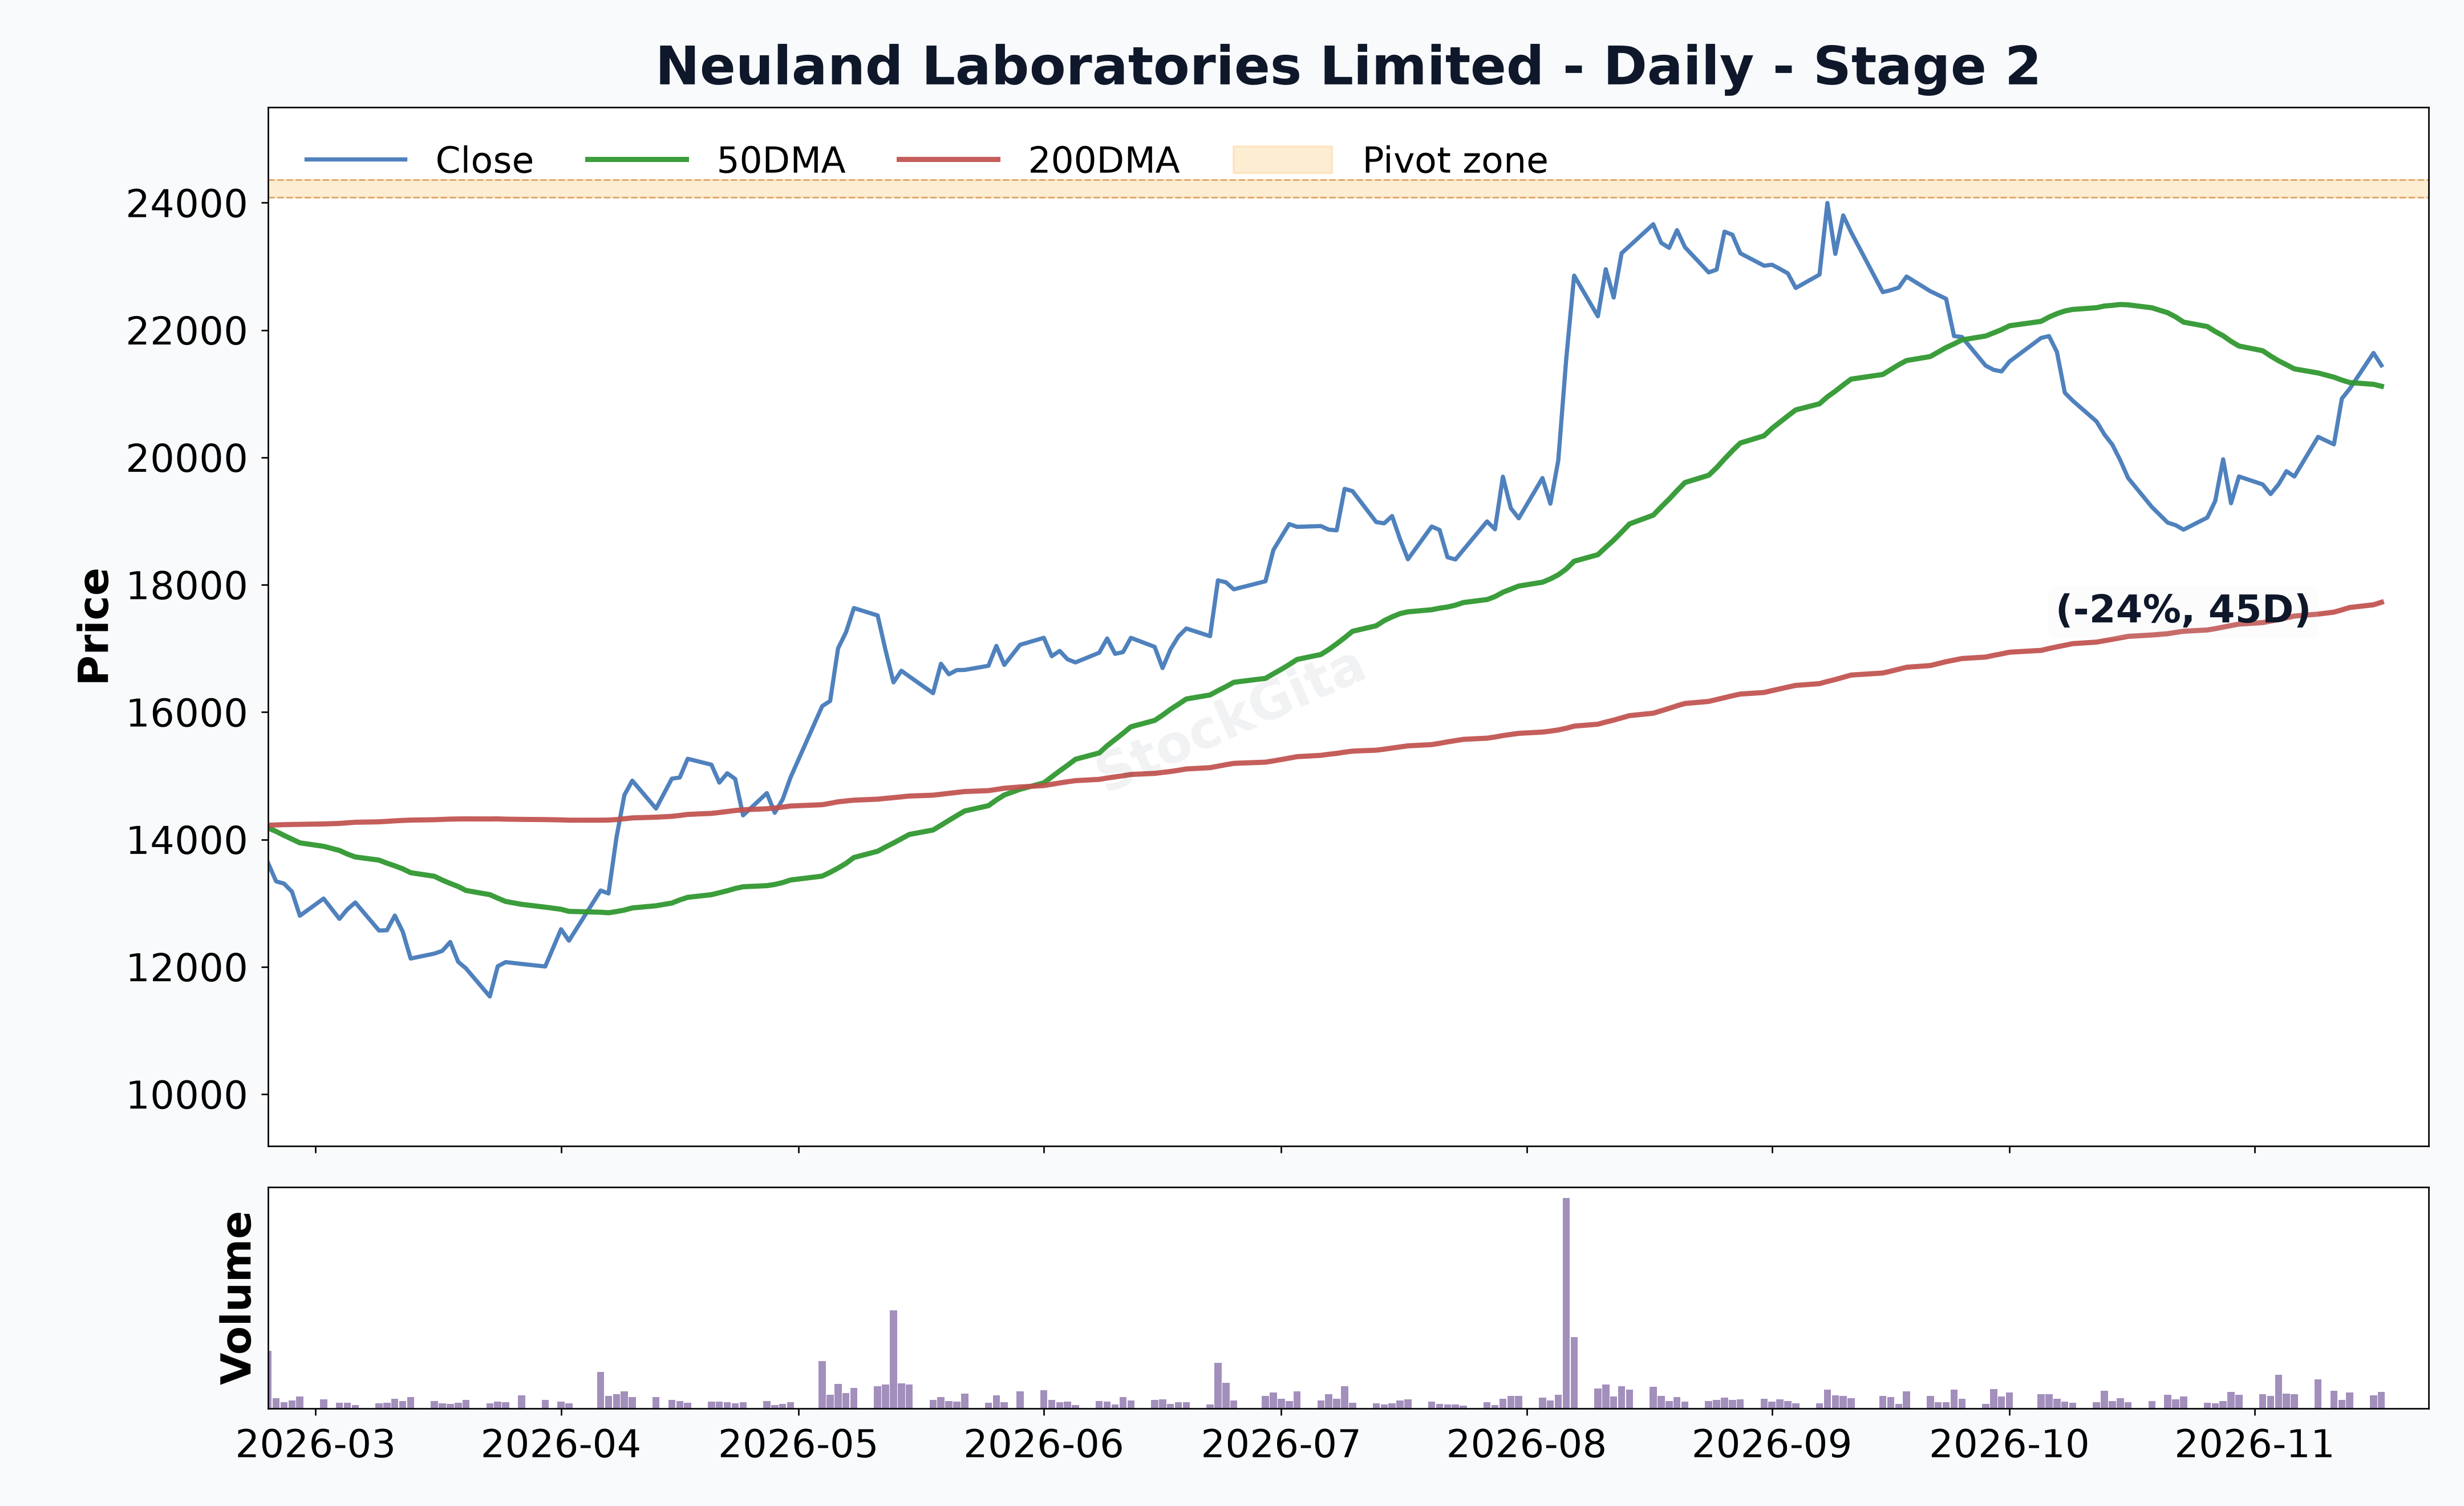 Neuland Laboratories Limited - Daily - Stage 2
Close 50DMA 200DMA Pivot zone
24000
22000
20000
18000
16000
14000
12000
10000
Price
(-24%, 45D)
StockGita
Volume
2026-03 2026-04 2026-05 2026-06 2026-07 2026-08 2026-09 2026-10 2026-11